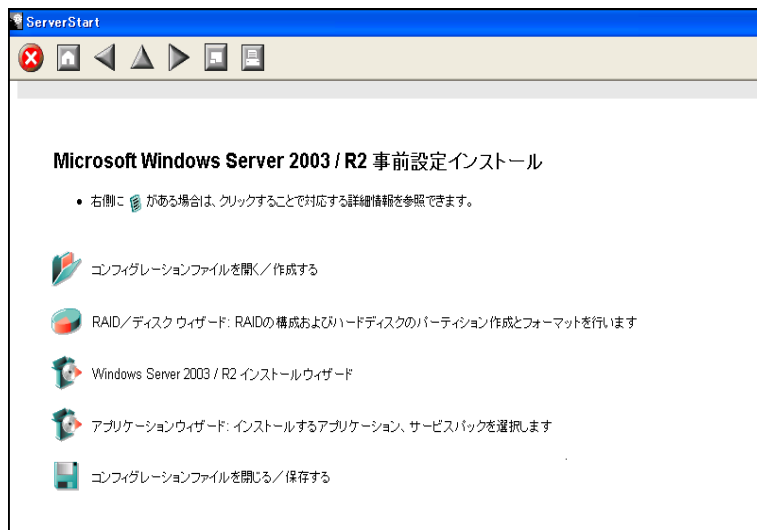 ServerStart
Microsoft Windows Server 2003 / R2 事前設定インストール
• 右側に がある場合は、クリックすることで対応する詳細情報を参照できます。
コンフィグレーションファイルを開く／作成する
RAID／ディスク ウィザード: RAIDの構成およびハードディスクのパーティション作成とフォーマットを行います
Windows Server 2003 / R2 インストールウィザード
アプリケーションウィザード: インストールするアプリケーション、サービスパックを選択します
コンフィグレーションファイルを閉じる／保存する